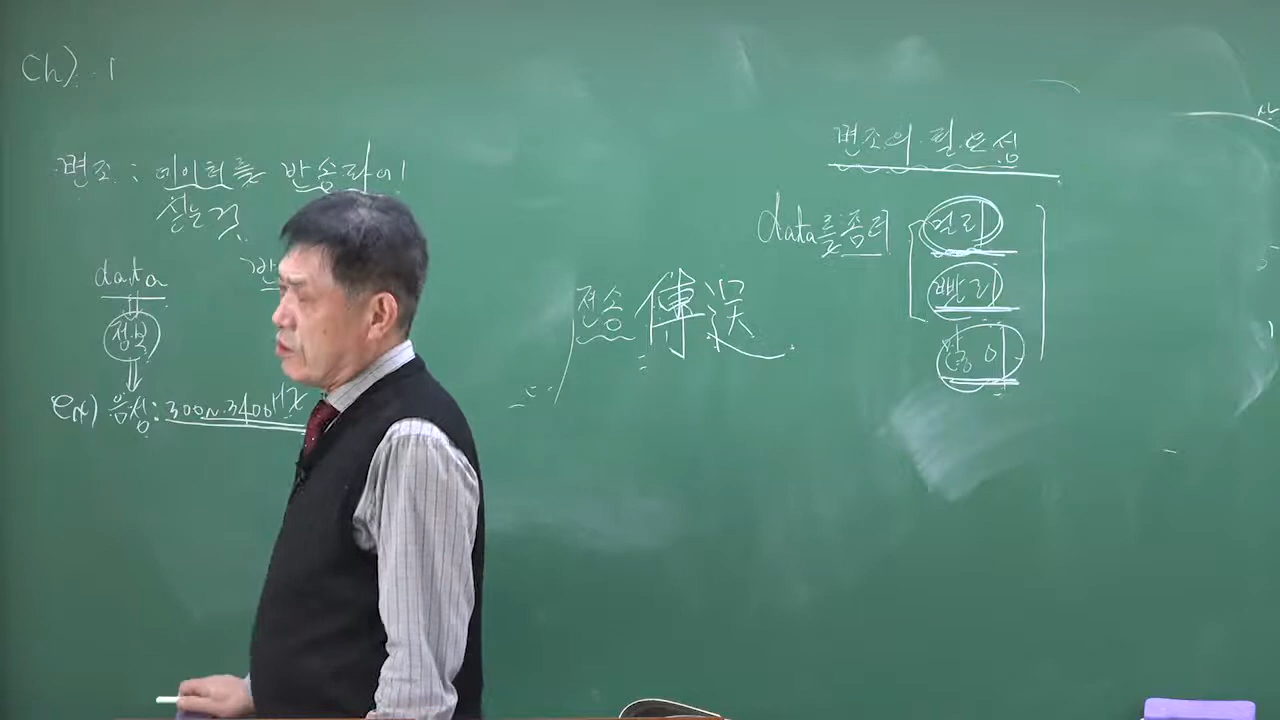 Ch) . 1
변조 : 데이터를 반송파에
싣는 것
data
정보
ex) 음성: 300~3400Hz
전송 傳送
변조의 필요성
data를 좀더
멀리
빨리
많이